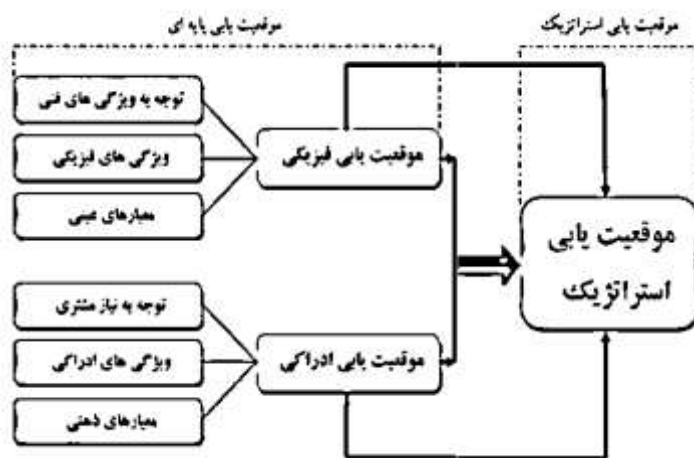 موقعیت یابی استراتژیک
موقعیت یابی پایه ای
توجه به ویژگی های فنی
ویژگی های فیزیکی
معیارهای عینی
موقعیت یابی فیزیکی
موقعیت یابی
استراتژیک
توجه به نیاز مشتری
ویژگی های ادراکی
معیارهای ذهنی
موقعیت یابی ادراکی